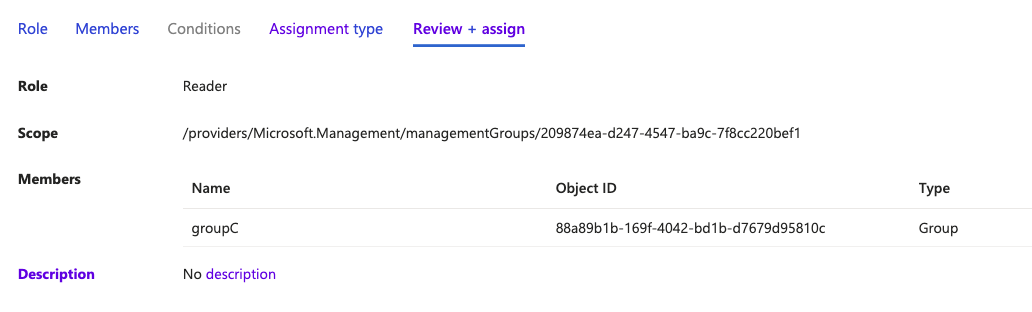 Role Members Conditions Assignment type Review + assign
Role Reader
Scope /providers/Microsoft.Management/managementGroups/209874ea-d247-4547-ba9c-7f8cc220bef1
Members
Name Object ID Type
groupC 88a89b1b-169f-4042-bd1b-d7679d95810c Group
Description No description